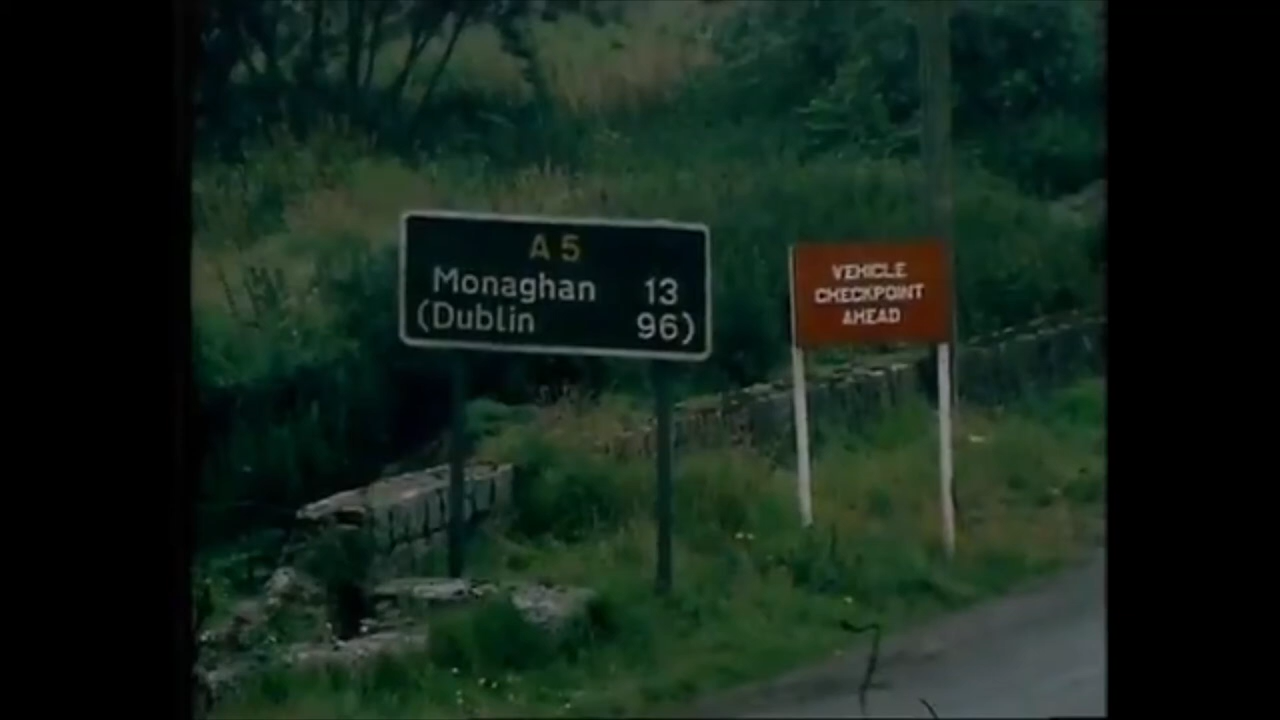 A 5
Monaghan 13
(Dublin 96)
VEHICLE
CHECKPOINT
AHEAD